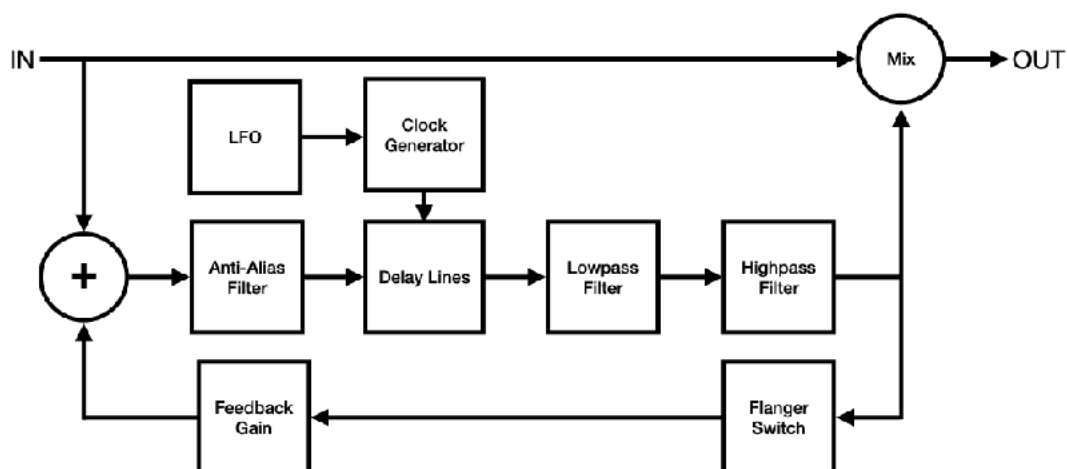 IN
Mix
OUT
LFO
Clock
Generator
+
Anti-Alias
Filter
Delay Lines
Lowpass
Filter
Highpass
Filter
Feedback
Gain
Flanger
Switch